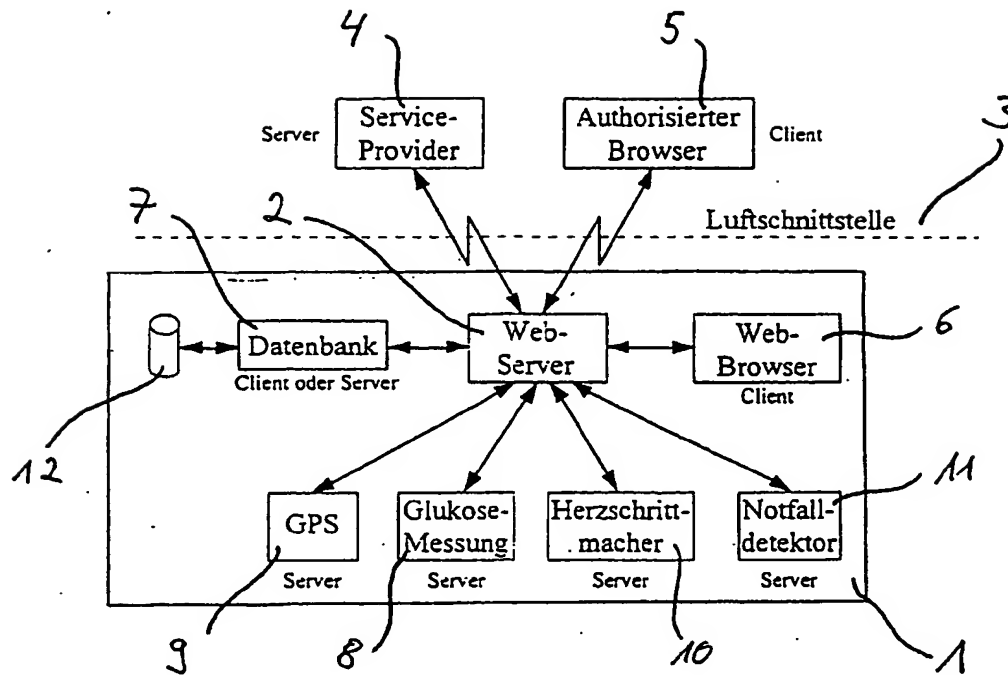 4
5
3
Server
Service-
Provider
Authorisierter
Browser
Client
7
2
Luftschnittstelle
6
Datenbank
Client oder Server
Web-
Server
Web-
Browser
Client
12
11
GPS
Server
Glukose-
Messung
Server
Herzschritt-
macher
Server
Notfall-
detektor
Server
9
8
10
1